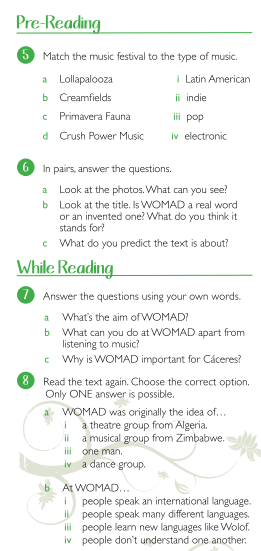 Pre-Reading
5 Match the music festival to the type of music.
a Lollapalooza i Latin American
b Creamfields ii indie
c Primavera Fauna iii pop
d Crush Power Music iv electronic
6 In pairs, answer the questions.
a Look at the photos. What can you see?
b Look at the title. Is WOMAD a real word
or an invented one? What do you think it
stands for?
c What do you predict the text is about?
While Reading
7 Answer the questions using your own words.
a What's the aim of WOMAD?
b What can you do at WOMAD apart from
listening to music?
c Why is WOMAD important for Cáceres?
8 Read the text again. Choose the correct option.
Only ONE answer is possible.
a WOMAD was originally the idea of…
i a theatre group from Algeria.
ii a musical group from Zimbabwe.
iii one man.
iv a dance group.
b At WOMAD…
i people speak an international language.
ii people speak many different languages.
iii people learn new languages like Wolof.
iv people don't understand one another.